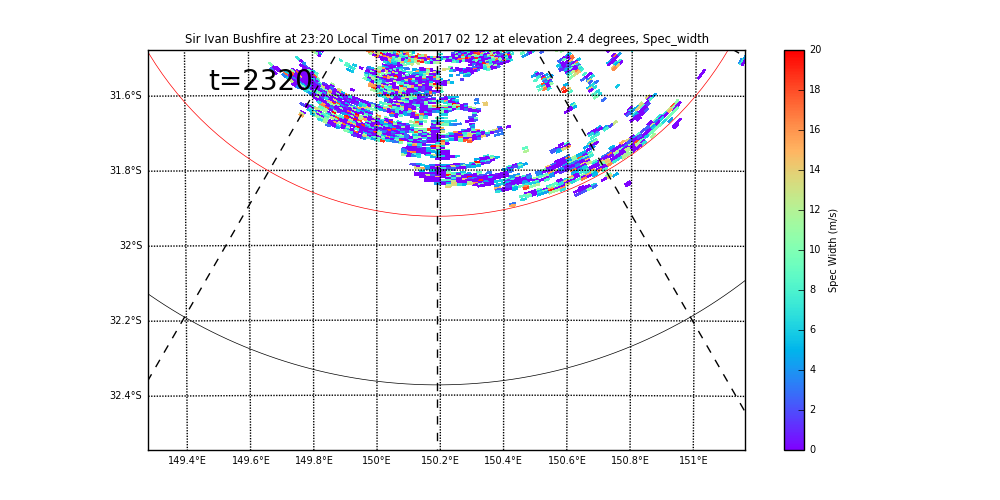 Sir Ivan Bushfire at 23:20 Local Time on 2017 02 12 at elevation 2.4 degrees, Spec_width
t=2320
31.6°S
31.8°S
32°S
32.2°S
32.4°S
149.4°E 149.6°E 149.8°E 150°E 150.2°E 150.4°E 150.6°E 150.8°E 151°E
20
18
16
14
12
10
8
6
4
2
0
Spec Width (m/s)